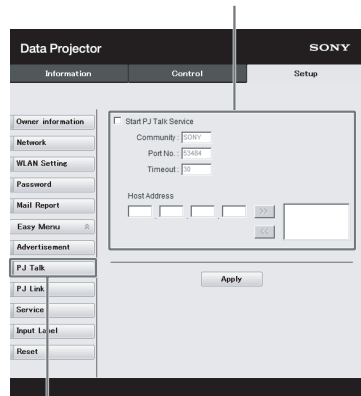 Data Projector SONY
Information Control Setup
Owner information
Network
WLAN Setting
Password
Mail Report
Easy Menu
Advertisement
PJ Talk
PJ Link
Service
Input Label
Reset
Start PJ Talk Service
Community: SONY
Port No.: 53484
Timeout: 30
Host Address
. . .
>>
<<
Apply